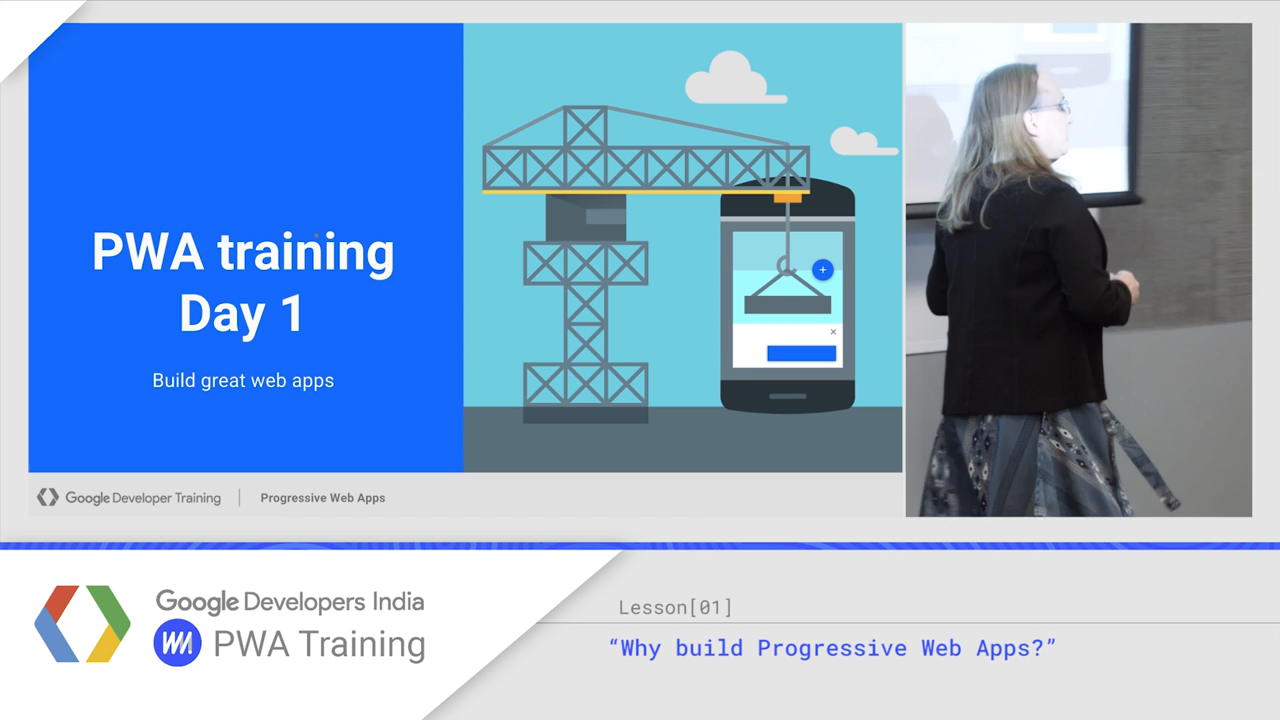 PWA training
Day 1
Build great web apps
Google Developer Training
Progressive Web Apps
Google Developers India
PWA Training
Lesson[01]
“Why build Progressive Web Apps?”